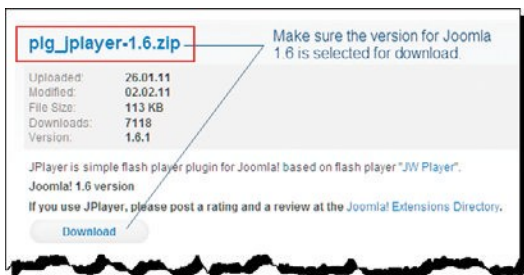 plg_jplayer-1.6.zip
Make sure the version for Joomla
1.6 is selected for download.
Uploaded: 26.01.11
Modified: 02.02.11
File Size: 113 KB
Downloads: 7118
Version: 1.6.1
JPlayer is simple flash player plugin for Joomla! based on flash player "JW Player".
Joomla! 1.6 version
If you use JPlayer, please post a rating and a review at the Joomla! Extensions Directory.
Download